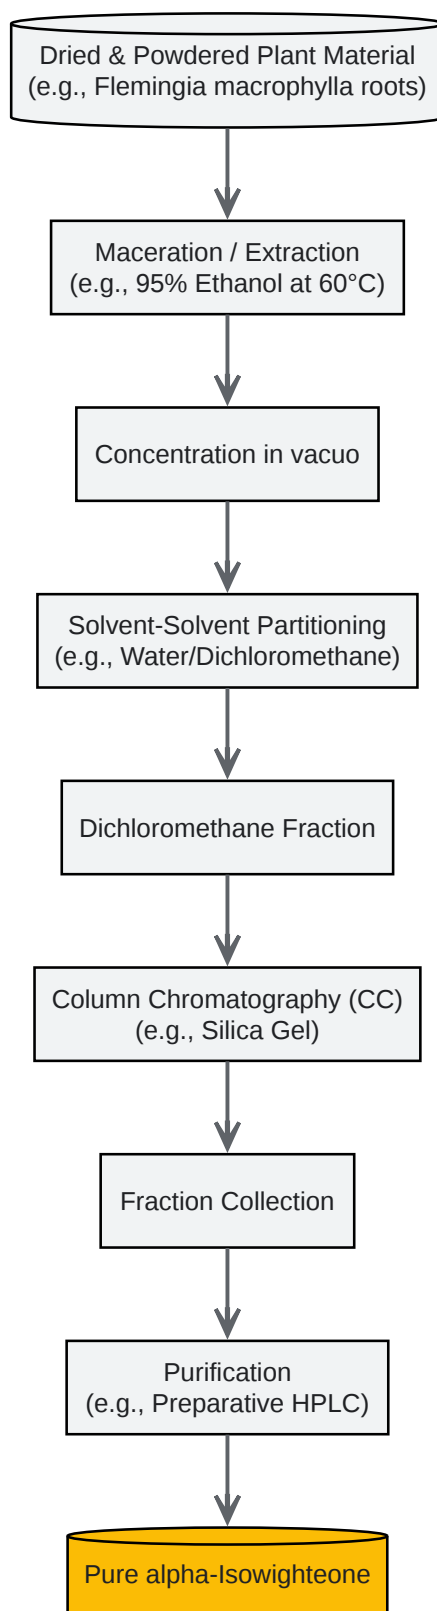 Dried & Powdered Plant Material
(e.g., Flemingia macrophylla roots)
Maceration / Extraction
(e.g., 95% Ethanol at 60°C)
Concentration in vacuo
Solvent-Solvent Partitioning
(e.g., Water/Dichloromethane)
Dichloromethane Fraction
Column Chromatography (CC)
(e.g., Silica Gel)
Fraction Collection
Purification
(e.g., Preparative HPLC)
Pure alpha-Isowighteone